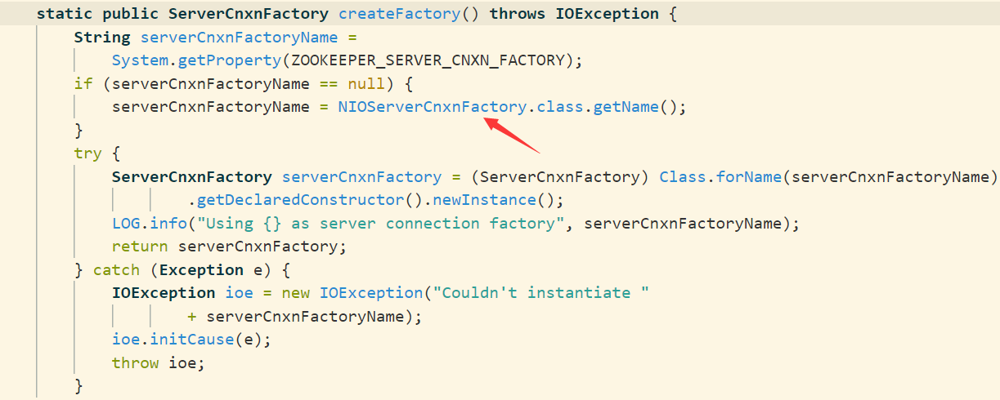 static public ServerCnxnFactory createFactory() throws IOException {
    String serverCnxnFactoryName =
        System.getProperty(ZOOKEEPER_SERVER_CNXN_FACTORY);
    if (serverCnxnFactoryName == null) {
        serverCnxnFactoryName = NIOServerCnxnFactory.class.getName();
    }
    try {
        ServerCnxnFactory serverCnxnFactory = (ServerCnxnFactory) Class.forName(serverCnxnFactoryName)
                .getDeclaredConstructor().newInstance();
        LOG.info("Using {} as server connection factory", serverCnxnFactoryName);
        return serverCnxnFactory;
    } catch (Exception e) {
        IOException ioe = new IOException("Couldn't instantiate "
                + serverCnxnFactoryName);
        ioe.initCause(e);
        throw ioe;
    }